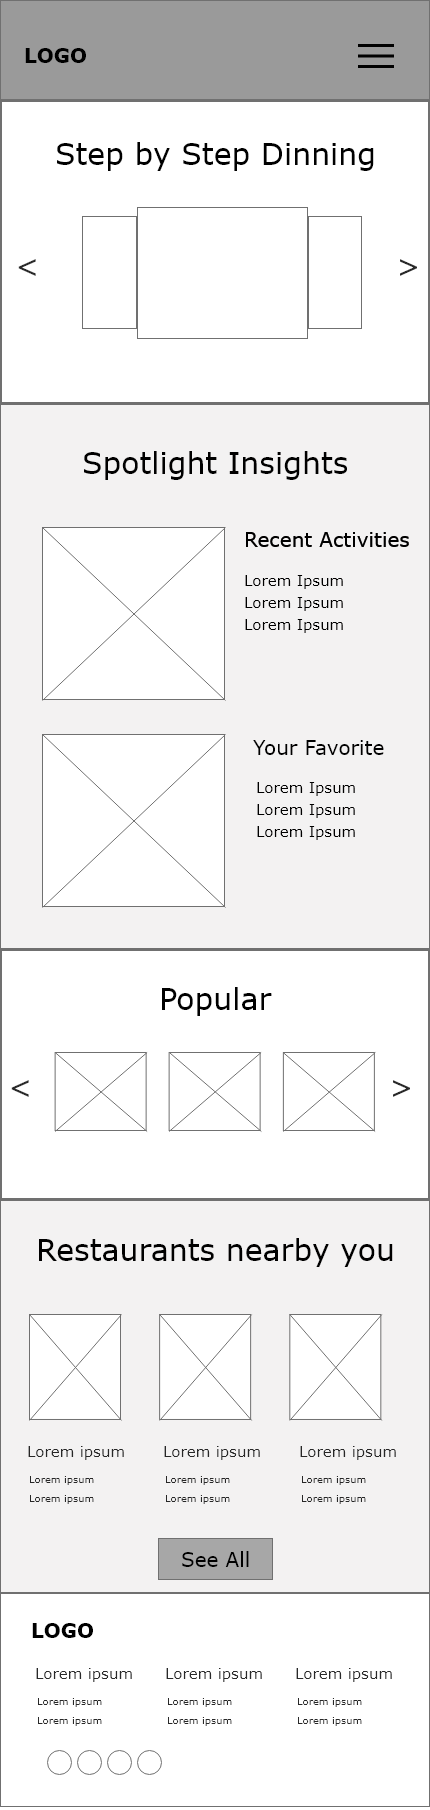 LOGO
Step by Step Dinning
< >
Spotlight Insights
Recent Activities
Lorem Ipsum
Lorem Ipsum
Lorem Ipsum
Your Favorite
Lorem Ipsum
Lorem Ipsum
Lorem Ipsum
Popular
< >
Restaurants nearby you
Lorem ipsum Lorem ipsum Lorem ipsum
Lorem ipsum Lorem ipsum Lorem ipsum
Lorem ipsum Lorem ipsum Lorem ipsum
See All
LOGO
Lorem ipsum Lorem ipsum Lorem ipsum
Lorem ipsum Lorem ipsum Lorem ipsum
Lorem ipsum Lorem ipsum Lorem ipsum